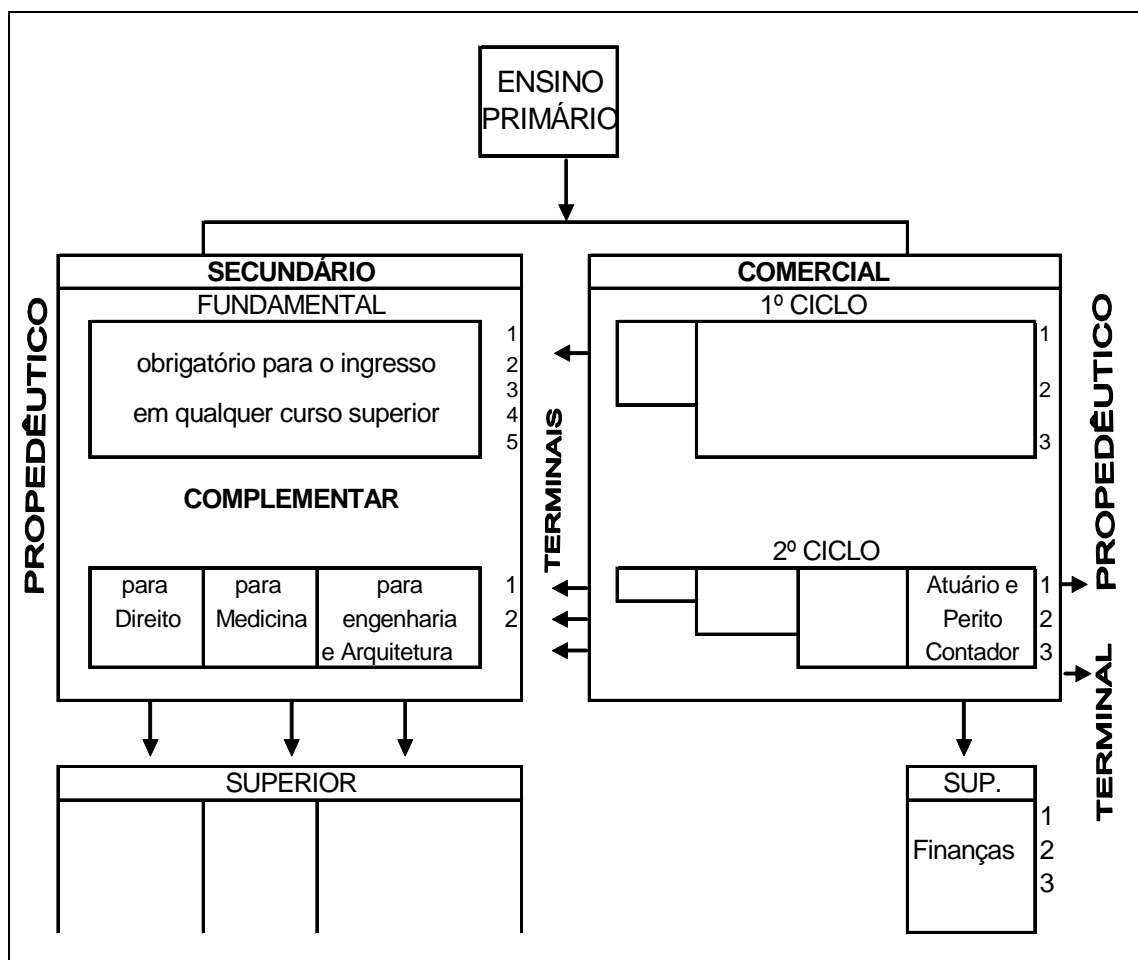 ENSINO
PRIMÁRIO
PROPEDÊUTICO
SECUNDÁRIO
FUNDAMENTAL
obrigatório para o ingresso
em qualquer curso superior
1
2
3
4
5
COMPLEMENTAR
para
Direito
para
Medicina
para
engenharia
e Arquitetura
1
2
SUPERIOR
TERMINAIS
COMERCIAL
1º CICLO
1
2
3
2º CICLO
Atuário e
Perito
Contador
1
2
3
PROPEDÊUTICO
TERMINAL
SUP.
Finanças
1
2
3